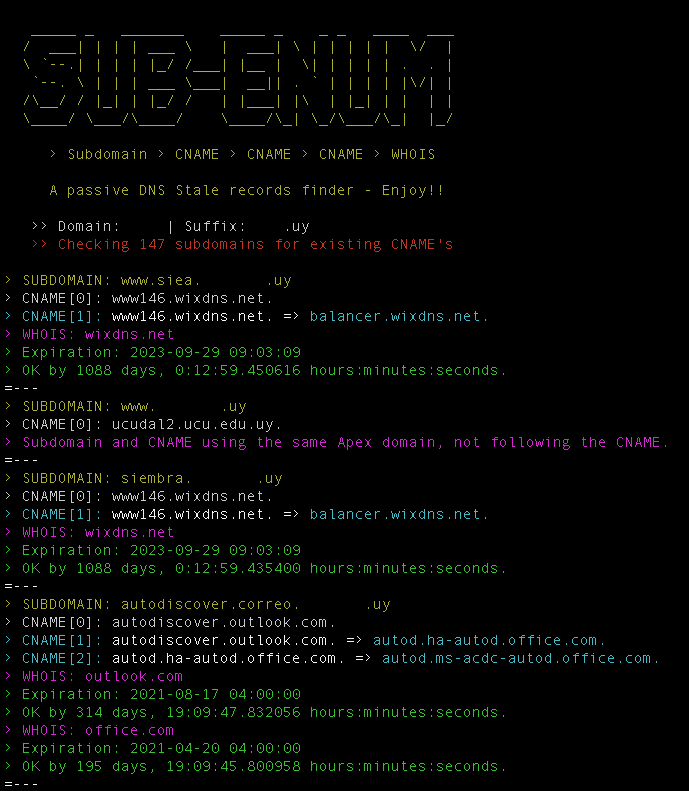 SUB-ENUM
> Subdomain > CNAME > CNAME > CNAME > WHOIS
A passive DNS Stale records finder - Enjoy!!
>> Domain: | Suffix: .uy
>> Checking 147 subdomains for existing CNAME's
> SUBDOMAIN: www.siea. .uy
> CNAME[0]: www146.wixdns.net.
> CNAME[1]: www146.wixdns.net. => balancer.wixdns.net.
> WHOIS: wixdns.net
> Expiration: 2023-09-29 09:03:09
> OK by 1088 days, 0:12:59.450616 hours:minutes:seconds.
=---
> SUBDOMAIN: www. .uy
> CNAME[0]: ucudal2.ucu.edu.uy.
> Subdomain and CNAME using the same Apex domain, not following the CNAME.
=---
> SUBDOMAIN: siembra. .uy
> CNAME[0]: www146.wixdns.net.
> CNAME[1]: www146.wixdns.net. => balancer.wixdns.net.
> WHOIS: wixdns.net
> Expiration: 2023-09-29 09:03:09
> OK by 1088 days, 0:12:59.435400 hours:minutes:seconds.
=---
> SUBDOMAIN: autodiscover.correo. .uy
> CNAME[0]: autodiscover.outlook.com.
> CNAME[1]: autodiscover.outlook.com. => autod.ha-autod.office.com.
> CNAME[2]: autod.ha-autod.office.com. => autod.ms-acdc-autod.office.com.
> WHOIS: outlook.com
> Expiration: 2021-08-17 04:00:00
> OK by 314 days, 19:09:47.832056 hours:minutes:seconds.
> WHOIS: office.com
> Expiration: 2021-04-20 04:00:00
> OK by 195 days, 19:09:45.800958 hours:minutes:seconds.
=---